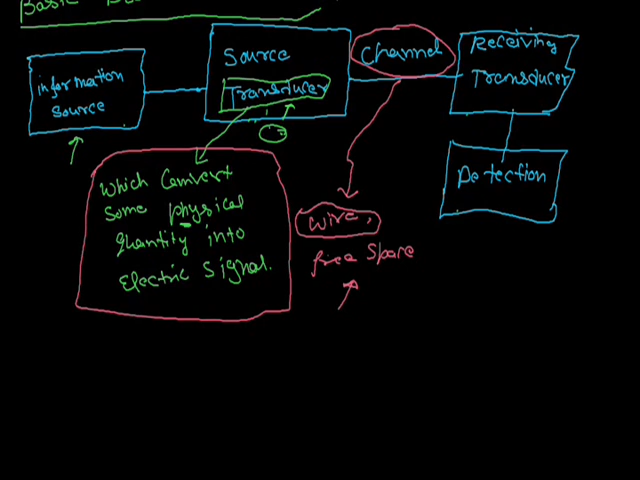 Basic
information
source
Source
Transducer
Channel
Receiving
Transducer
Detection
Which Convert
Some physical
quantity into
Electric Signal.
Wire,
free Space